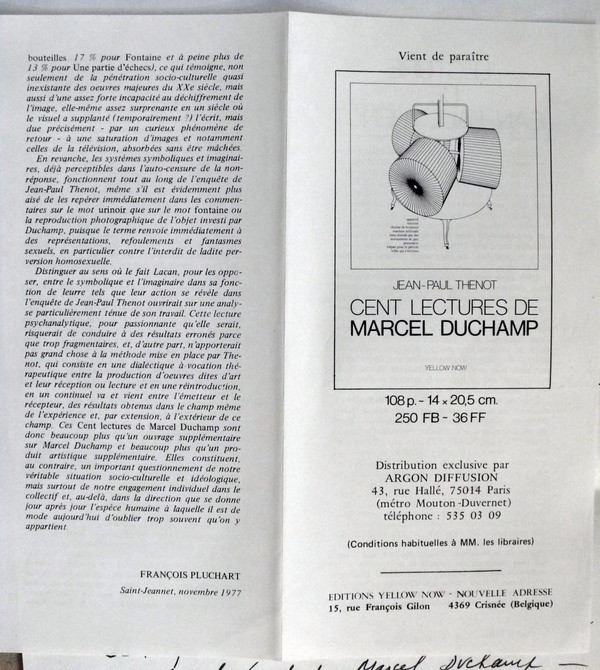 bouteilles 17 % pour Fontaine et à peine plus de
13 % pour Une partie d'échecs), ce qui témoigne, non
seulement de la pénétration socio-culturelle quasi
inexistante des oeuvres majeures du XXe siècle, mais
aussi d'une assez forte incapacité au déchiffrement de
l'image, elle-même assez surprenante en un siècle où
le visuel a supplanté (temporairement ?) l'écrit, mais
due précisément - par un curieux phénomène de
retour - à une saturation d'images et notamment
celles de la télévision, absorbées sans être mâchées.
En revanche, les systèmes symboliques et imaginai-
res, déjà perceptibles dans l'auto-censure de la non-
réponse, fonctionnent tout au long de l'enquête de
Jean-Paul Thenot, même s'il est évidemment plus
aisé de les repérer immédiatement dans les commen-
taires sur le mot urinoir que sur le mot fontaine ou
la reproduction photographique de l'objet investi par
Duchamp, puisque le terme renvoie immédiatement à
des représentations, refoulements et fantasmes
sexuels, en particulier contre l'interdit de ladite per-
version homosexuelle.
Distinguer au sens où le fait Lacan, pour les oppo-
ser, entre le symbolique et l'imaginaire dans sa fonc-
tion de leurre tels que leur action se révèle dans
l'enquête de Jean-Paul Thenot ouvrirait sur une analy-
se particulièrement ténue de son travail. Cette lecture
psychanalytique, pour passionnante qu'elle serait,
risquerait de conduire à des résultats erronés parce
que trop fragmentaires, et, d'autre part, n'apporterait
pas grand chose à la méthode mise en place par The-
not, qui consiste en une dialectique à vocation thé-
rapeutique entre la production d'oeuvres dites d'art
et leur réception ou lecture et en une réintroduction,
en un continuel va et vient entre l'émetteur et le
récepteur, des résultats obtenus dans le champ même
de l'expérience et, par extension, à l'extérieur de ce
champ. Ces Cent lectures de Marcel Duchamp sont
donc beaucoup plus qu'un ouvrage supplémentaire
sur Marcel Duchamp et beaucoup plus qu'un pro-
duit artistique supplémentaire. Elles constituent,
au contraire, un important questionnement de notre
véritable situation socio-culturelle et idéologique,
mais surtout de notre engagement individuel dans le
collectif et, au-delà, dans la direction que se donne
jour après jour l'espèce humaine à laquelle il est de
mode aujourd'hui d'oublier trop souvent qu'on y
appartient.
FRANÇOIS PLUCHART
Saint-Jeannet, novembre 1977
Vient de paraître
JEAN-PAUL THENOT
CENT LECTURES DE
MARCEL DUCHAMP
YELLOW NOW
108 p. - 14 x 20,5 cm.
250 FB - 36 FF
Distribution exclusive par
ARGON DIFFUSION
43, rue Hallé, 75014 Paris
(métro Mouton-Duvernet)
téléphone : 535 03 09
(Conditions habituelles à MM. les libraires)
EDITIONS YELLOW NOW - NOUVELLE ADRESSE
15, rue François Gilon 4369 Crisnée (Belgique)
Marcel Duchamp